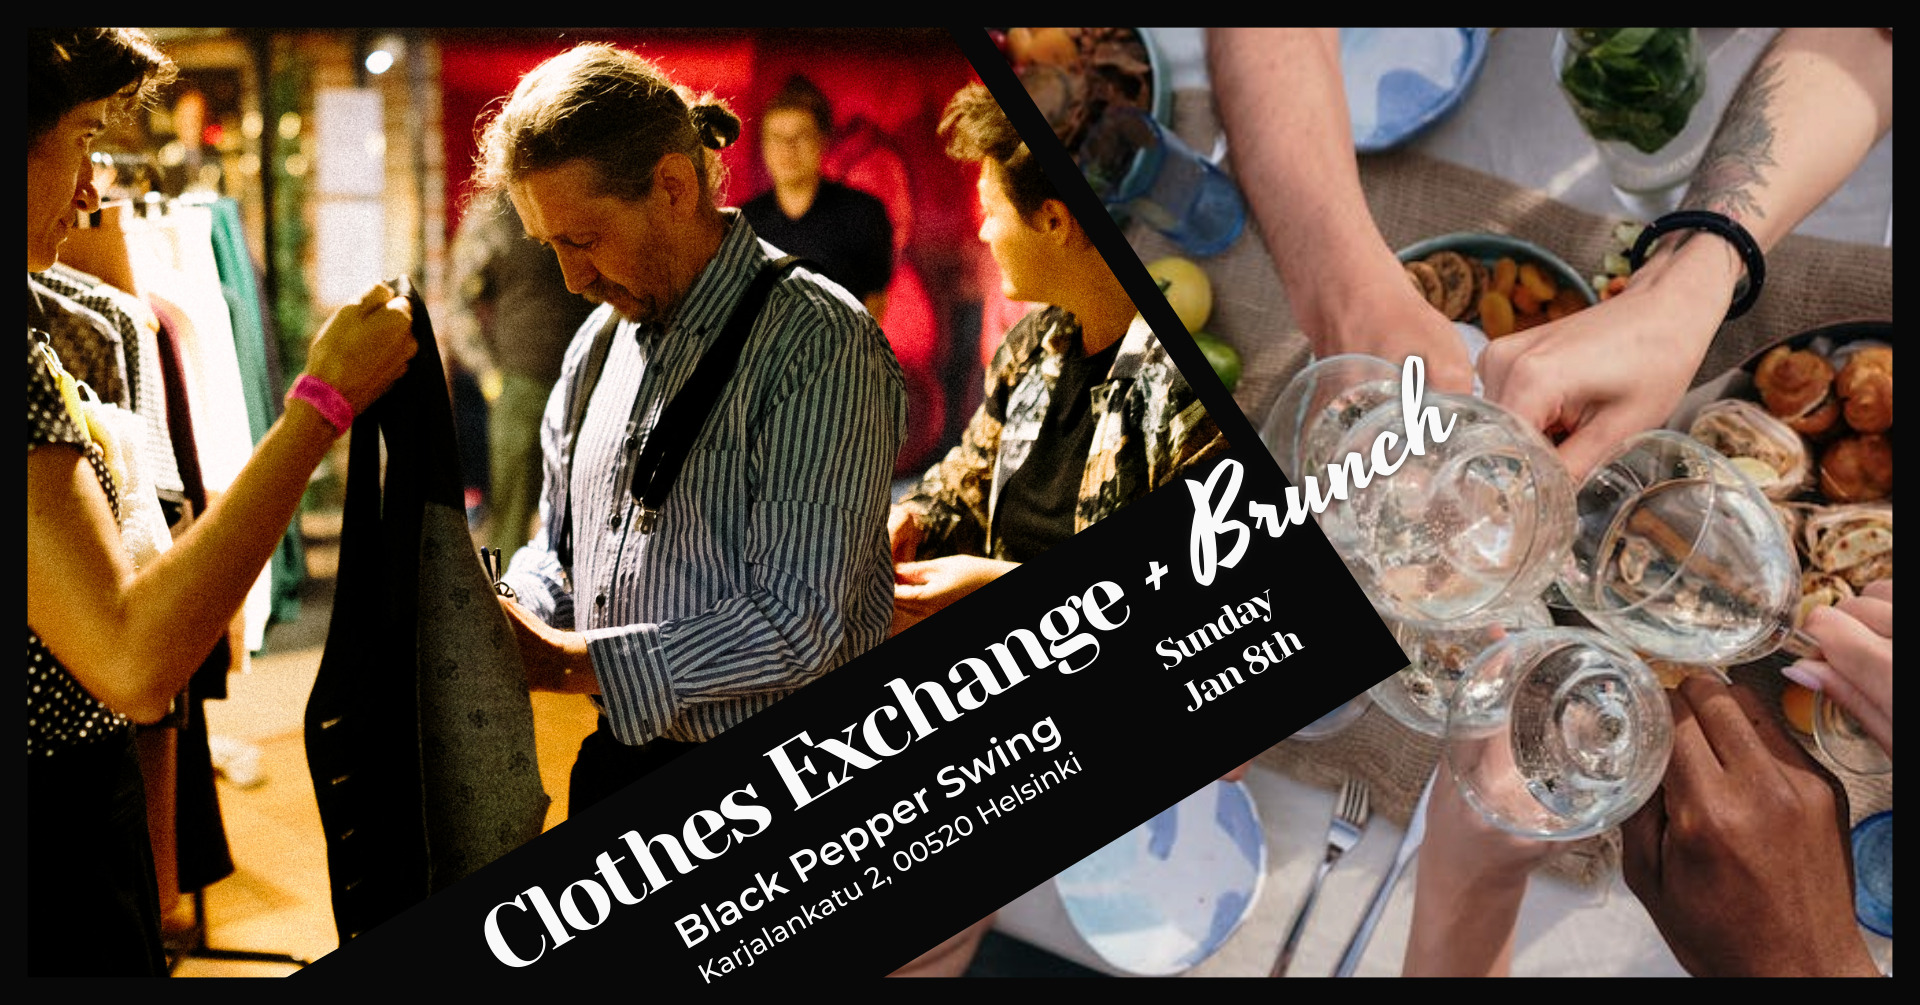 Clothes Exchange + Brunch
Sunday
Jan 8th
Black Pepper Swing
Karjalankatu 2, 00520 Helsinki